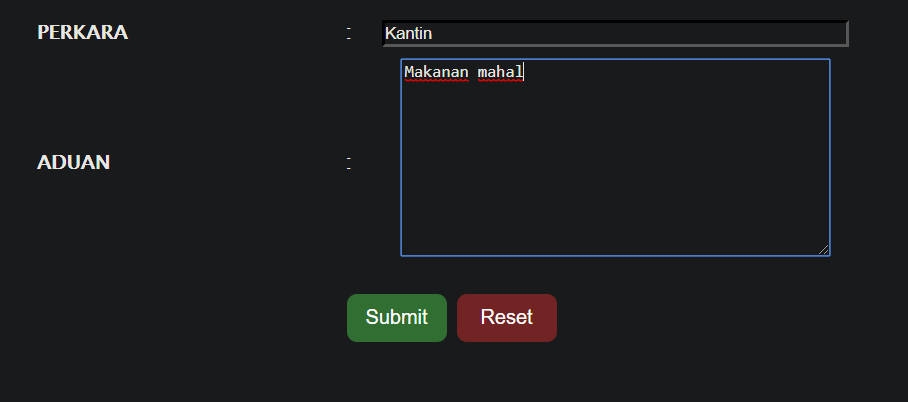 PERKARA : Kantin
Makanan mahal
ADUAN :
Submit Reset